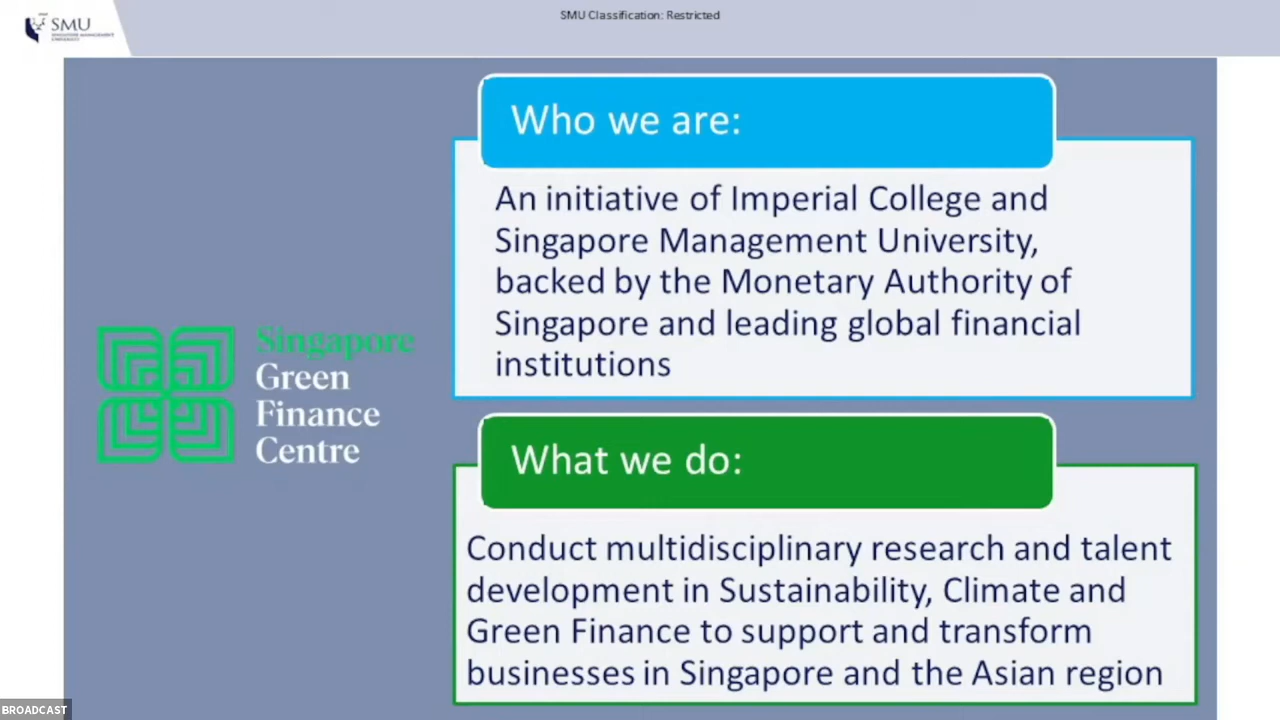 SMU Classification: Restricted
SMU
SINGAPORE MANAGEMENT
UNIVERSITY
Who we are:
An initiative of Imperial College and
Singapore Management University,
backed by the Monetary Authority of
Singapore and leading global financial
institutions
Singapore
Green
Finance
Centre
What we do:
Conduct multidisciplinary research and talent
development in Sustainability, Climate and
Green Finance to support and transform
businesses in Singapore and the Asian region
BROADCAST